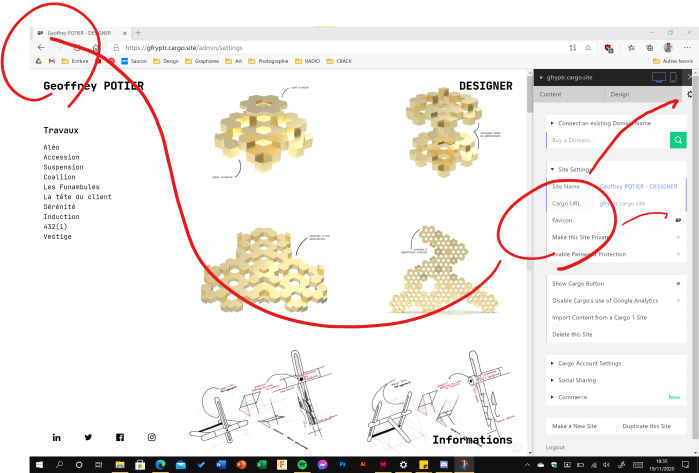 GP Geoffrey POTIER - DESIGNER
https://gfryptr.cargo.site/admin/settings
Ecriture
Sauron
Design
Graphisme
Art
Photographie
RADIO
CRACK
Autres favoris
Geoffrey POTIER
DESIGNER
Travaux
Aléo
Accession
Suspension
Coaliion
Les Funambules
La tête du client
Sérénité
Induction
432(1)
Vestige
Informations
gfryptr.cargo.site
Content
Design
Connect an existing Domain Name
Buy a Domain...
Site Settings
Site Name
Geoffrey POTIER - DESIGNER
Cargo URL
gfryptr.cargo.site
Favicon
GP
Make this Site Private
Enable Password Protection
Show Cargo Button
Disable Cargo's use of Google Analytics
Import Content from a Cargo 1 Site
Delete this Site
Cargo Account Settings
Social Sharing
Commerce
New
Make a New Site
Duplicate this Site
Logout
18:35
19/11/2020